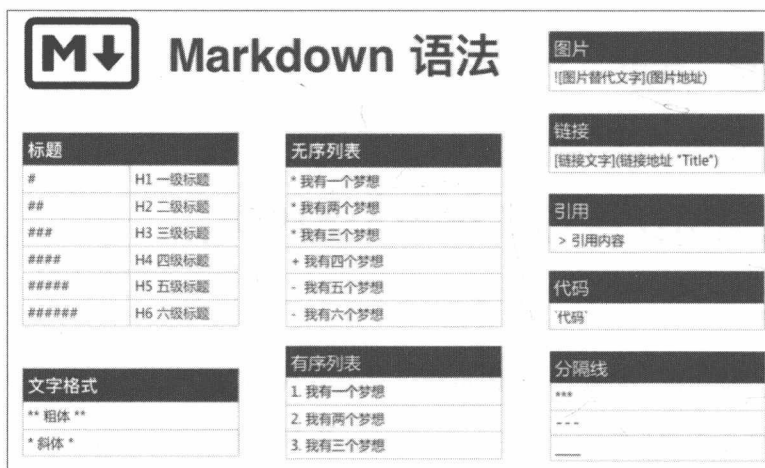 M↓ Markdown 语法
标题
# H1 一级标题
## H2 二级标题
### H3 三级标题
#### H4 四级标题
##### H5 五级标题
###### H6 六级标题
文字格式
** 粗体 **
* 斜体 *
无序列表
* 我有一个梦想
* 我有两个梦想
* 我有三个梦想
+ 我有四个梦想
- 我有五个梦想
- 我有六个梦想
有序列表
1. 我有一个梦想
2. 我有两个梦想
3. 我有三个梦想
图片
![图片替代文字](图片地址)
链接
[链接文字](链接地址 "Title")
引用
> 引用内容
代码
`代码`
分隔线
***
- - -
___